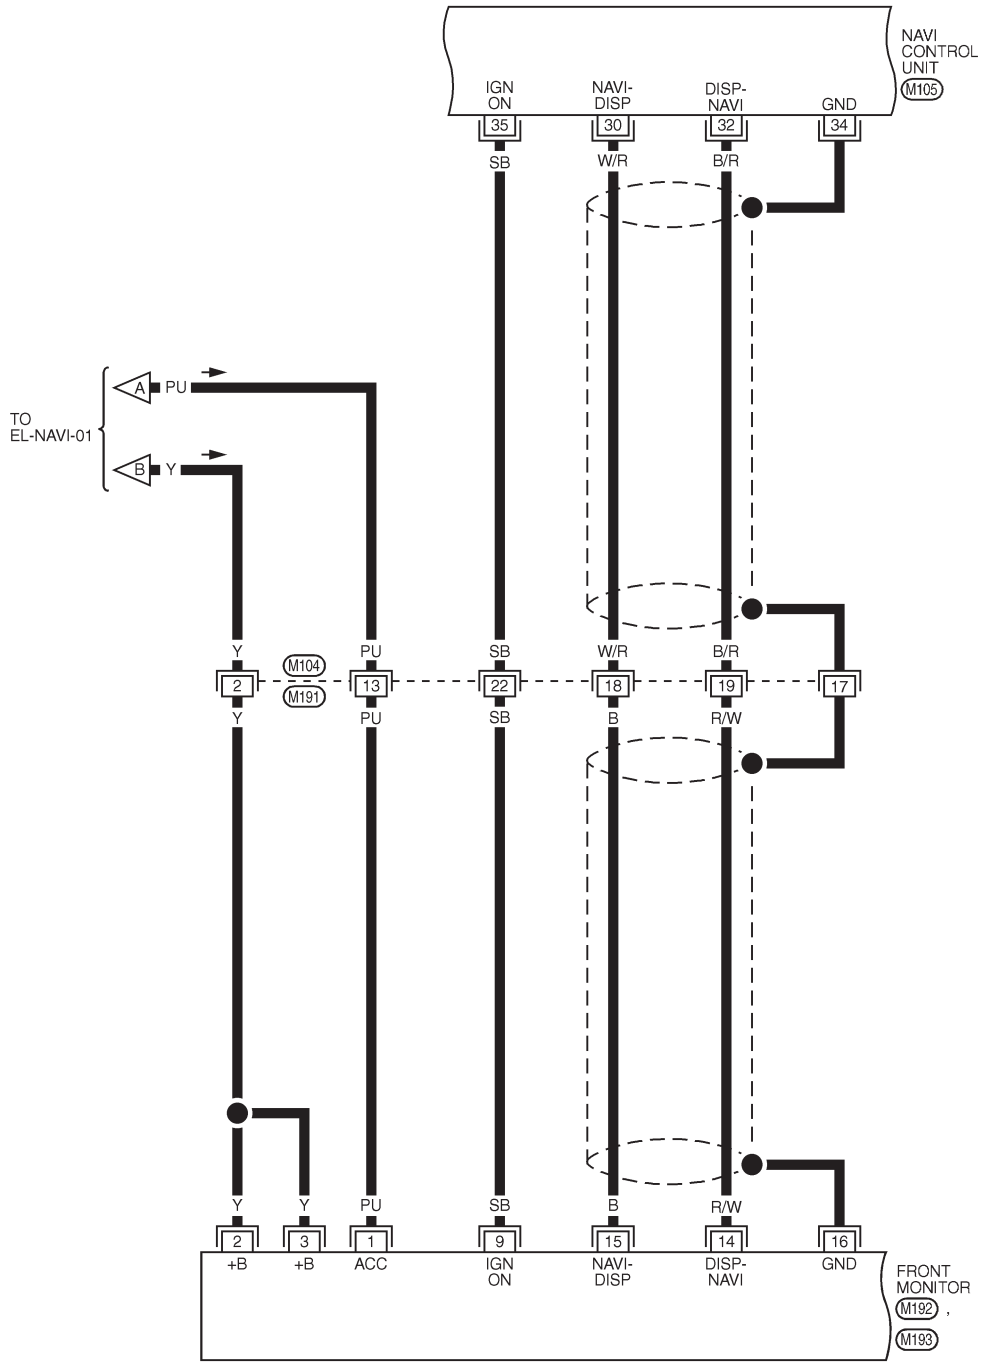 NAVI
CONTROL
UNIT
M105
IGN
ON
NAVI-
DISP
DISP-
NAVI
GND
35 30 32 34
SB W/R B/R
TO
EL-NAVI-01
A PU
B Y
Y PU SB W/R B/R
M104
2 13 22 18 19 17
M191
Y PU SB B R/W
Y Y PU SB B R/W
2 3 1 9 15 14 16
+B +B ACC
IGN
ON
NAVI-
DISP
DISP-
NAVI
GND
FRONT
MONITOR
M192 ,
M193